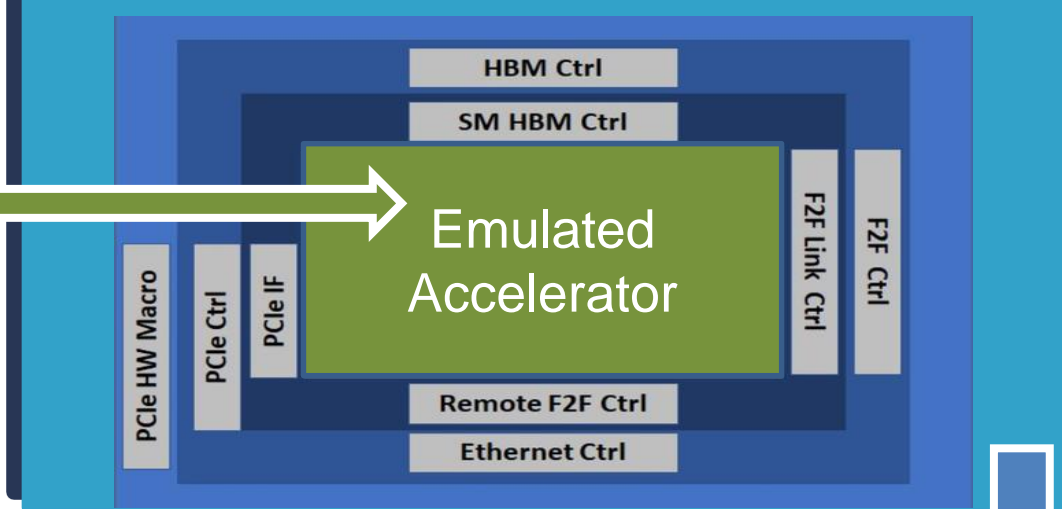 HBM Ctrl
SM HBM Ctrl
Emulated
Accelerator
PCIe HW Macro
PCIe Ctrl
PCIe IF
F2F Link Ctrl
F2F Ctrl
Remote F2F Ctrl
Ethernet Ctrl